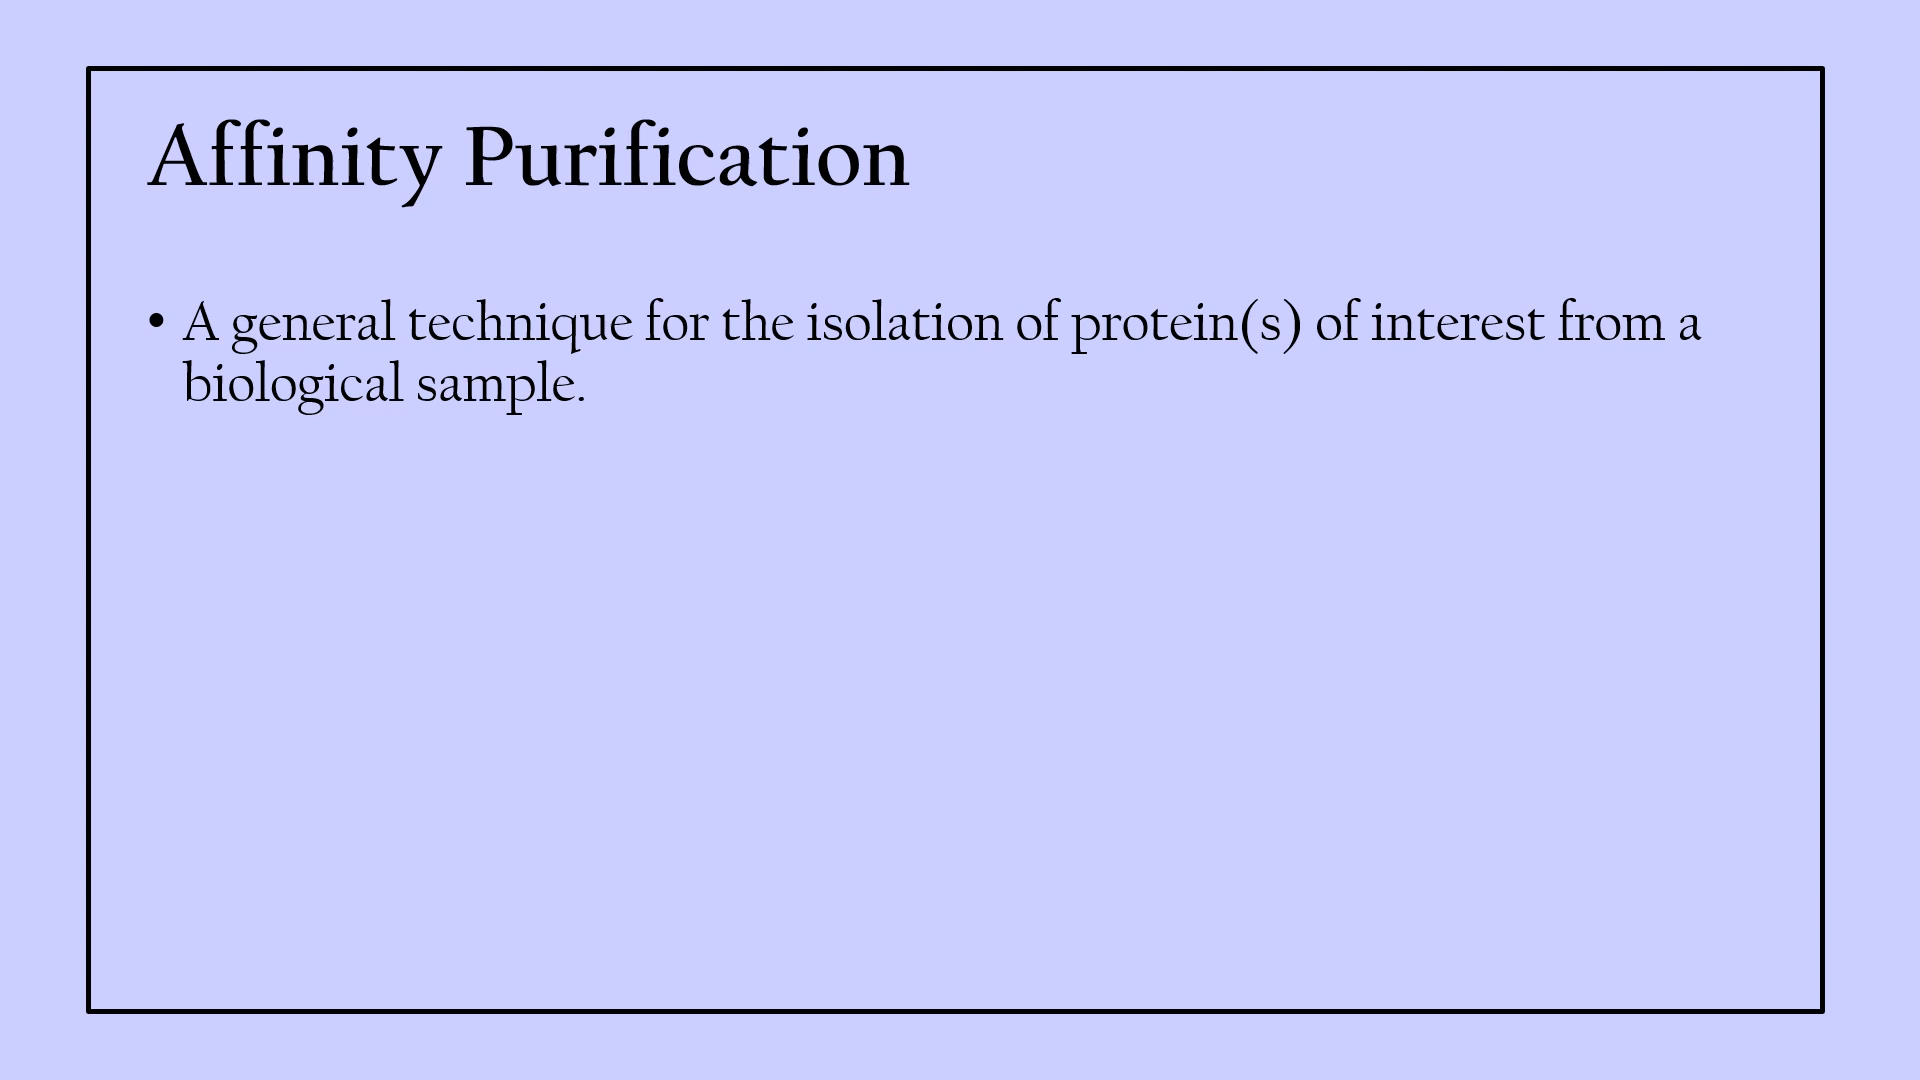 Affinity Purification
• A general technique for the isolation of protein(s) of interest from a
biological sample.